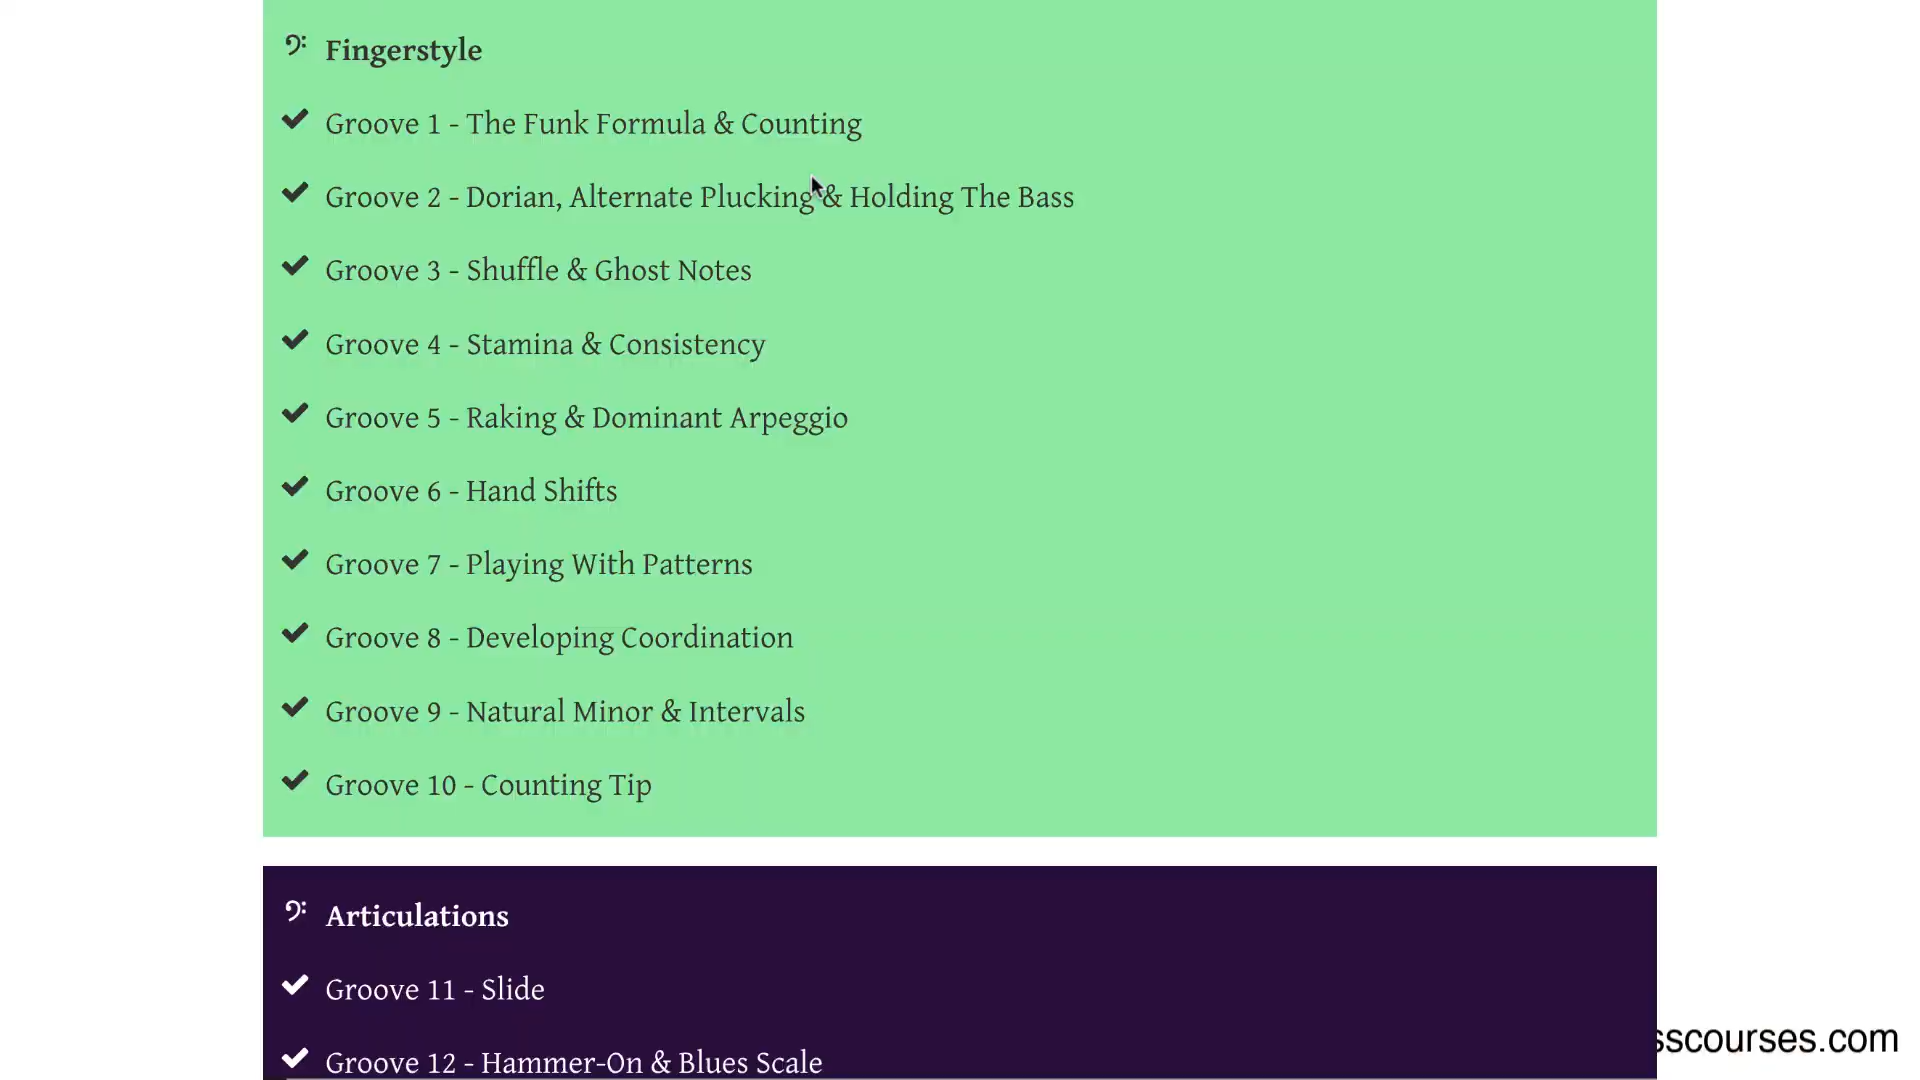 Fingerstyle
Groove 1 - The Funk Formula & Counting
Groove 2 - Dorian, Alternate Plucking & Holding The Bass
Groove 3 - Shuffle & Ghost Notes
Groove 4 - Stamina & Consistency
Groove 5 - Raking & Dominant Arpeggio
Groove 6 - Hand Shifts
Groove 7 - Playing With Patterns
Groove 8 - Developing Coordination
Groove 9 - Natural Minor & Intervals
Groove 10 - Counting Tip
Articulations
Groove 11 - Slide
Groove 12 - Hammer-On & Blues Scale
sscourses.com